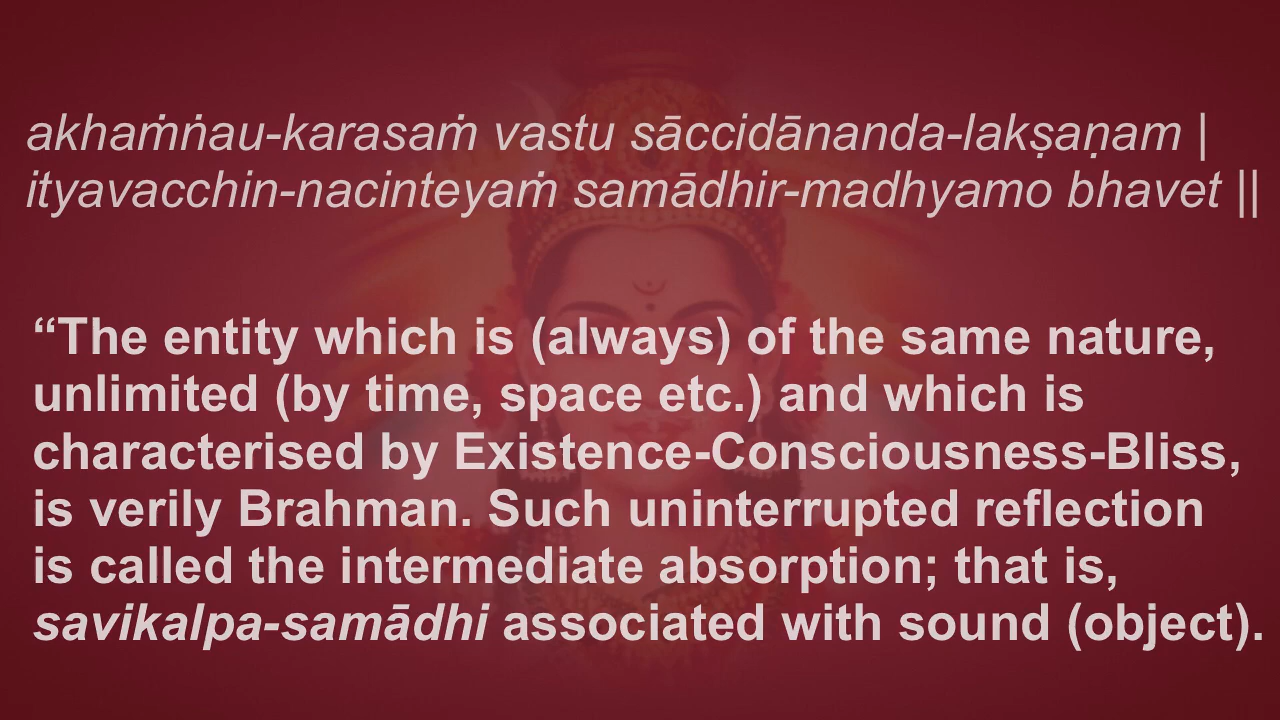 akhaṁṅau-karasaṁ vastu sāccidānanda-lakṣaṇam |
ityavacchin-nacinteyaṁ samādhir-madhyamo bhavet ||
“The entity which is (always) of the same nature,
unlimited (by time, space etc.) and which is
characterised by Existence-Consciousness-Bliss,
is verily Brahman. Such uninterrupted reflection
is called the intermediate absorption; that is,
savikalpa-samādhi associated with sound (object).